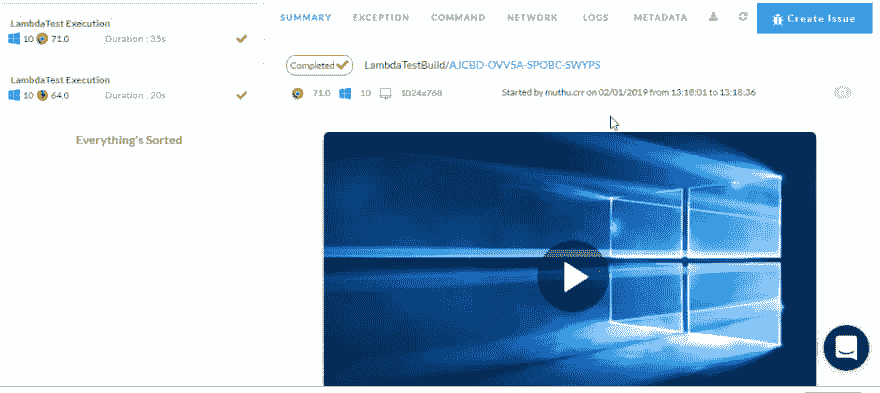 LambdaTest Execution
10 71.0 Duration : 35s
LambdaTest Execution
10 64.0 Duration : 20s
Everything's Sorted
SUMMARY EXCEPTION COMMAND NETWORK LOGS METADATA Create Issue
Completed LambdaTestBuild/AJCBD-OVVSA-SPOBC-SWYPS
71.0 10 1024x768 Started by muthu.crr on 02/01/2019 from 13:18:01 to 13:18:36